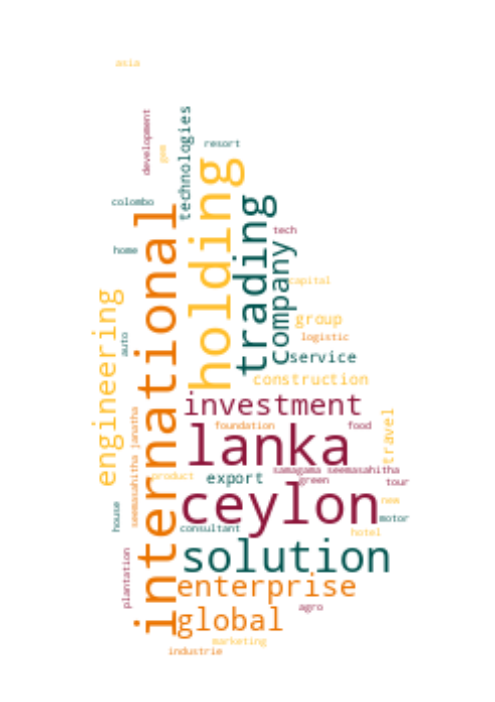 asia
development
gem
technologies
resort
holding
colombo
international
trading
tech
home
company
capital
engineering
group
auto
logistic
service
construction
investment
seemasahitha janatha
foundation
food
travel
lanka
samagama seemasahitha
product
export
green
tour
ceylon
new
house
motor
consultant
hotel
solution
plantation
enterprise
agro
global
marketing
industrie